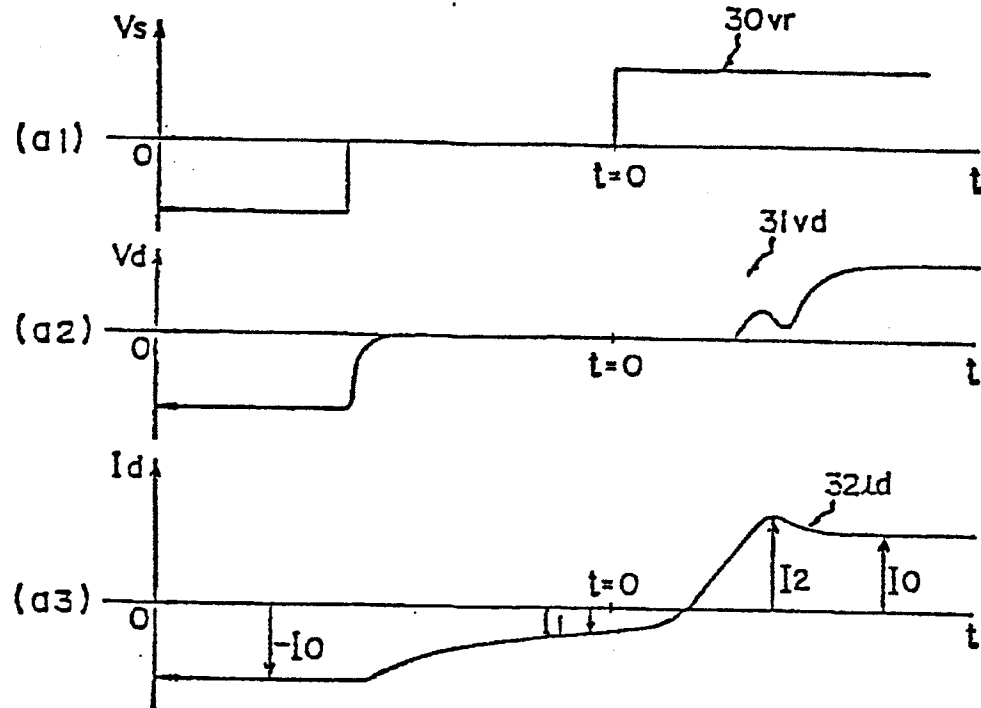 Vs
30vr
(a1)
0
t=0
t
Vd
31vd
(a2)
0
t=0
t
Id
32id
(a3)
0
-I0
I1
t=0
I2
I0
t